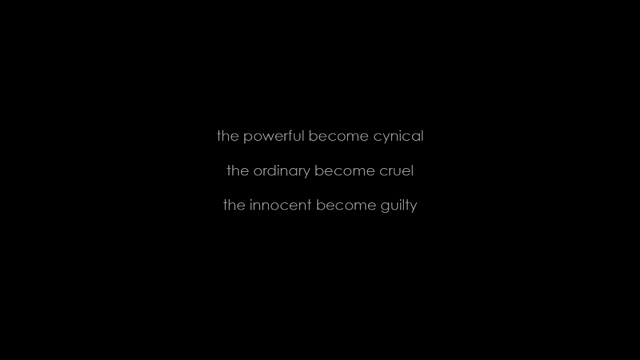 the powerful become cynical
the ordinary become cruel
the innocent become guilty